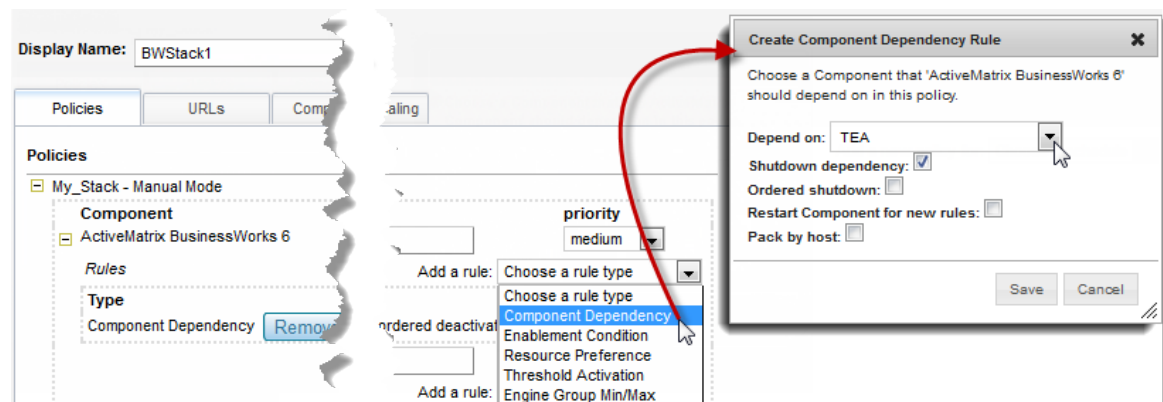 Display Name: BWStack1
Policies URLs Comp aling
Policies
My_Stack - Manual Mode
Component priority
ActiveMatrix BusinessWorks 6 medium
Rules Add a rule: Choose a rule type
Type
Choose a rule type
Component Dependency Remov ordered deactivat Component Dependency
Enablement Condition
Resource Preference
Threshold Activation
Add a rule: Engine Group Min/Max
Create Component Dependency Rule
Choose a Component that 'ActiveMatrix BusinessWorks 6'
should depend on in this policy.
Depend on: TEA
Shutdown dependency:
Ordered shutdown:
Restart Component for new rules:
Pack by host:
Save Cancel